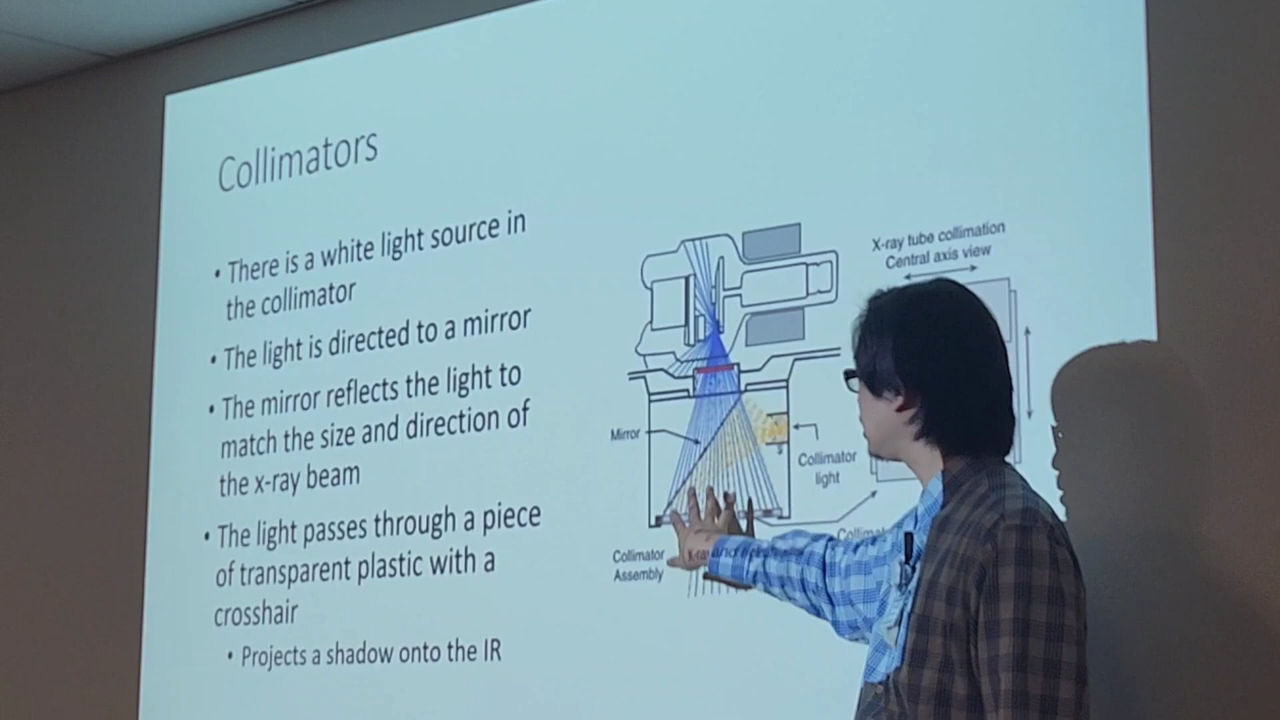 Collimators
• There is a white light source in
the collimator
• The light is directed to a mirror
• The mirror reflects the light to
match the size and direction of
the x-ray beam
• The light passes through a piece
of transparent plastic with a
crosshair
• Projects a shadow onto the IR
X-ray tube collimation
Central axis view
Mirror
Collimator
light
Collimator
Assembly
X-ray and